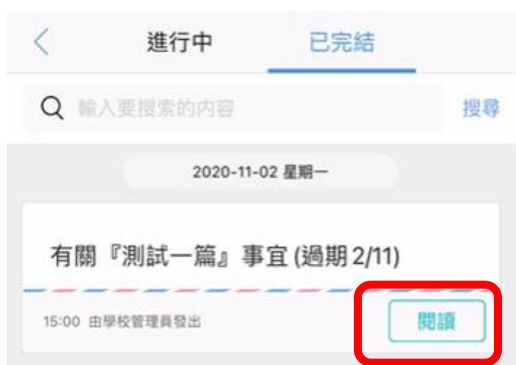 進行中 已完結
輸入要搜索的內容 搜尋
2020-11-02 星期一
有關『測試一篇』事宜 (過期 2/11)
15:00 由學校管理員發出 閱讀